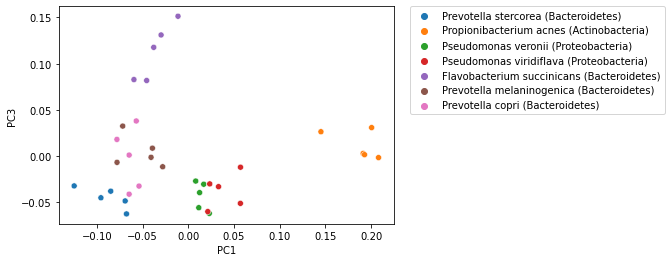 0.15
0.10
0.05
0.00
−0.05
PC3
−0.10
−0.05
0.00
0.05
0.10
0.15
0.20
PC1
Prevotella stercorea (Bacteroidetes)
Propionibacterium acnes (Actinobacteria)
Pseudomonas veronii (Proteobacteria)
Pseudomonas viridiflava (Proteobacteria)
Flavobacterium succinicans (Bacteroidetes)
Prevotella melaninogenica (Bacteroidetes)
Prevotella copri (Bacteroidetes)